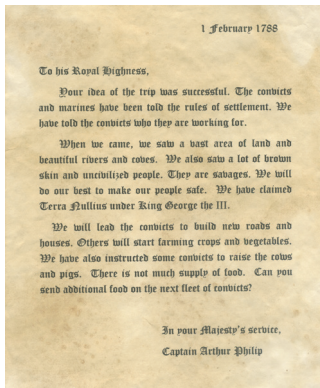 1 February 1788
To his Royal Highness,
Your idea of the trip was successful. The convicts
and marines have been told the rules of settlement. We
have told the convicts who they are working for.
When we came, we saw a vast area of land and
beautiful rivers and coves. We also saw a lot of brown
skin and uncivilized people. They are savages. We will
do our best to make our people safe. We have claimed
Terra Nullius under King George the III.
We will lead the convicts to build new roads and
houses. Others will start farming crops and vegetables.
We have also instructed some convicts to raise the cows
and pigs. There is not much supply of food. Can you
send additional food on the next fleet of convicts?
In your Majesty's service,
Captain Arthur Philip